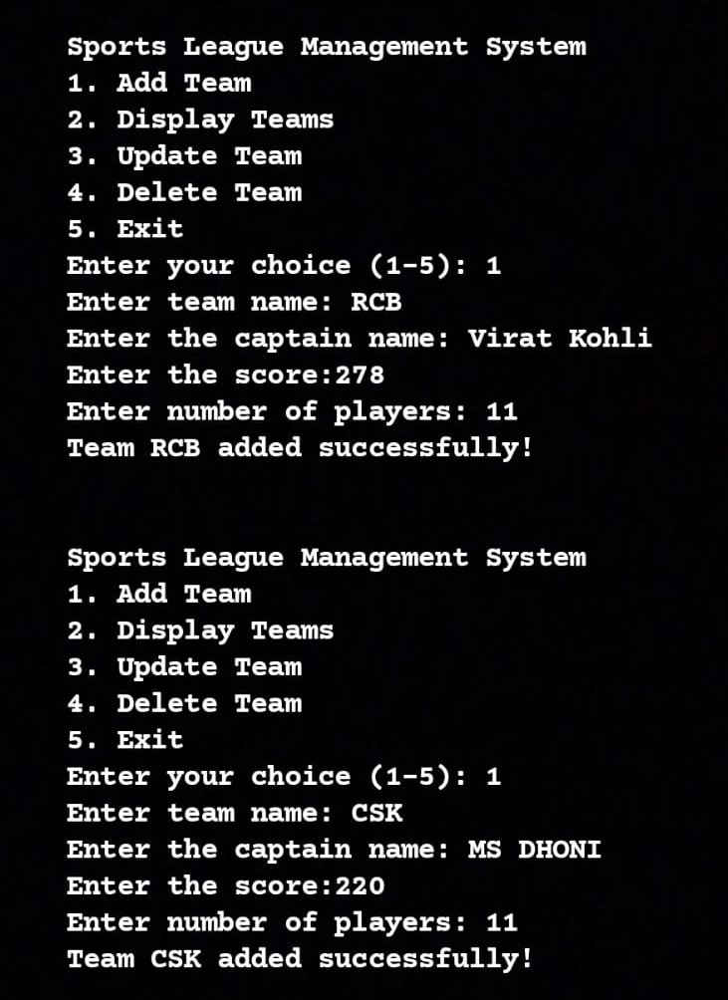 Sports League Management System
1. Add Team
2. Display Teams
3. Update Team
4. Delete Team
5. Exit
Enter your choice (1-5): 1
Enter team name: RCB
Enter the captain name: Virat Kohli
Enter the score:278
Enter number of players: 11
Team RCB added successfully!
Sports League Management System
1. Add Team
2. Display Teams
3. Update Team
4. Delete Team
5. Exit
Enter your choice (1-5): 1
Enter team name: CSK
Enter the captain name: MS DHONI
Enter the score:220
Enter number of players: 11
Team CSK added successfully!